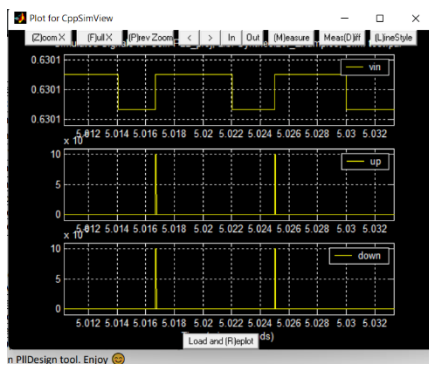 Plot for CppSimView
(Z)oom X (F)ull X (P)rev Zoom < > In Out (M)easure Meas(D)iff (L)ineStyle
0.6301
0.6301
0.6301
vin
5.012 5.014 5.016 5.018 5.02 5.022 5.024 5.026 5.028 5.03 5.032
x 10
10
5
0
up
5.012 5.014 5.016 5.018 5.02 5.022 5.024 5.026 5.028 5.03 5.032
x 10
10
5
0
down
5.012 5.014 5.016 5.018 5.02 5.022 5.024 5.026 5.028 5.03 5.032
Load and (R)eplot
n PllDesign tool. Enjoy 😊